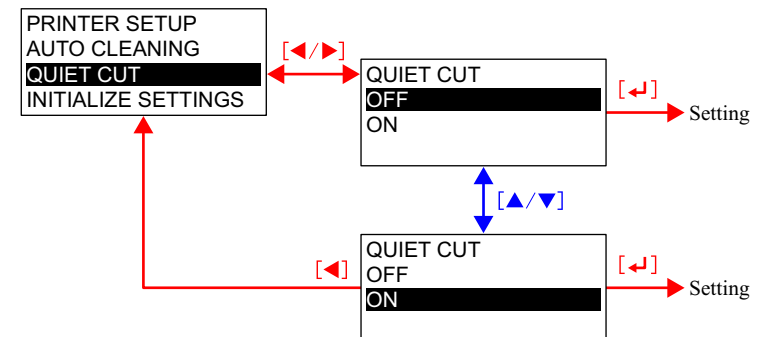 PRINTER SETUP
AUTO CLEANING
QUIET CUT
INITIALIZE SETTINGS
[◀/▶]
QUIET CUT
OFF
ON
[↵]
Setting
[▲/▼]
[◀]
QUIET CUT
OFF
ON
[↵]
Setting